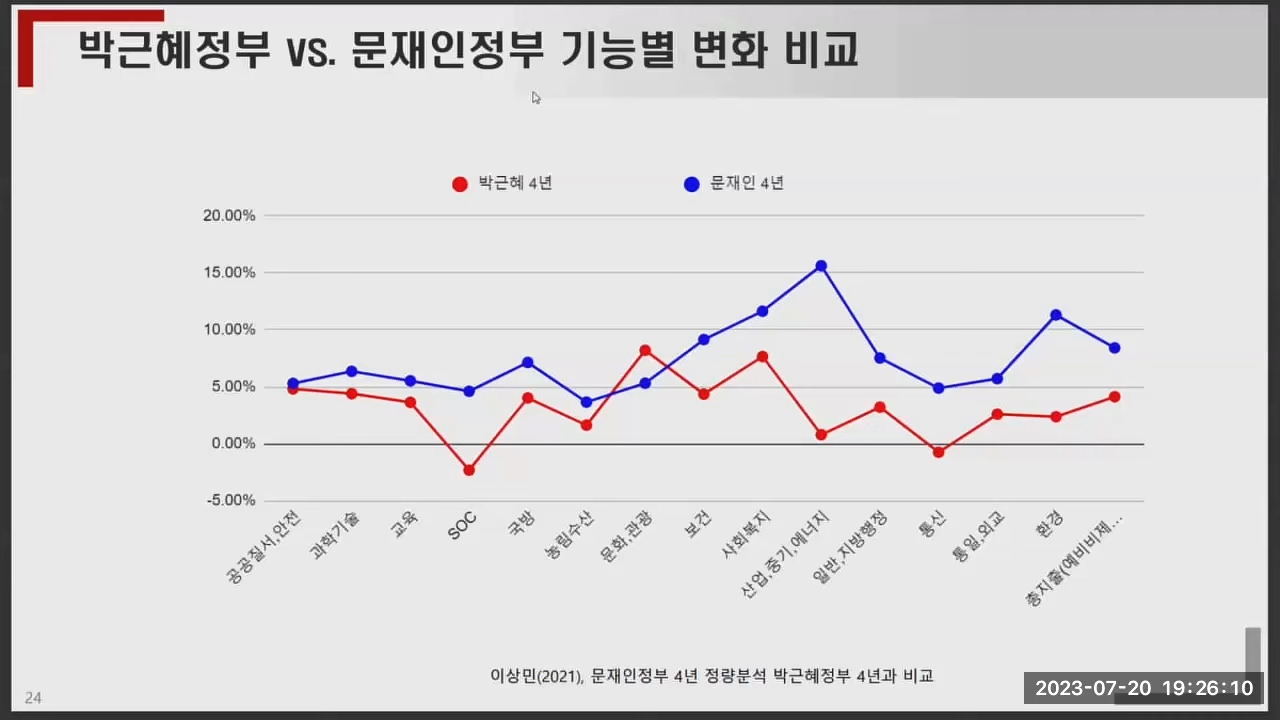 박근혜정부 vs. 문재인정부 기능별 변화 비교
박근혜 4년
문재인 4년
20.00%
15.00%
10.00%
5.00%
0.00%
-5.00%
공공질서,안전
과학기술
교육
SOC
국방
농림수산
문화,관광
보건
사회복지
산업,중기,에너지
일반,지방행정
통신
통일,외교
환경
총지출(예비비제...
이상민(2021), 문재인정부 4년 정량분석 박근혜정부 4년과 비교
24
2023-07-20 19:26:10